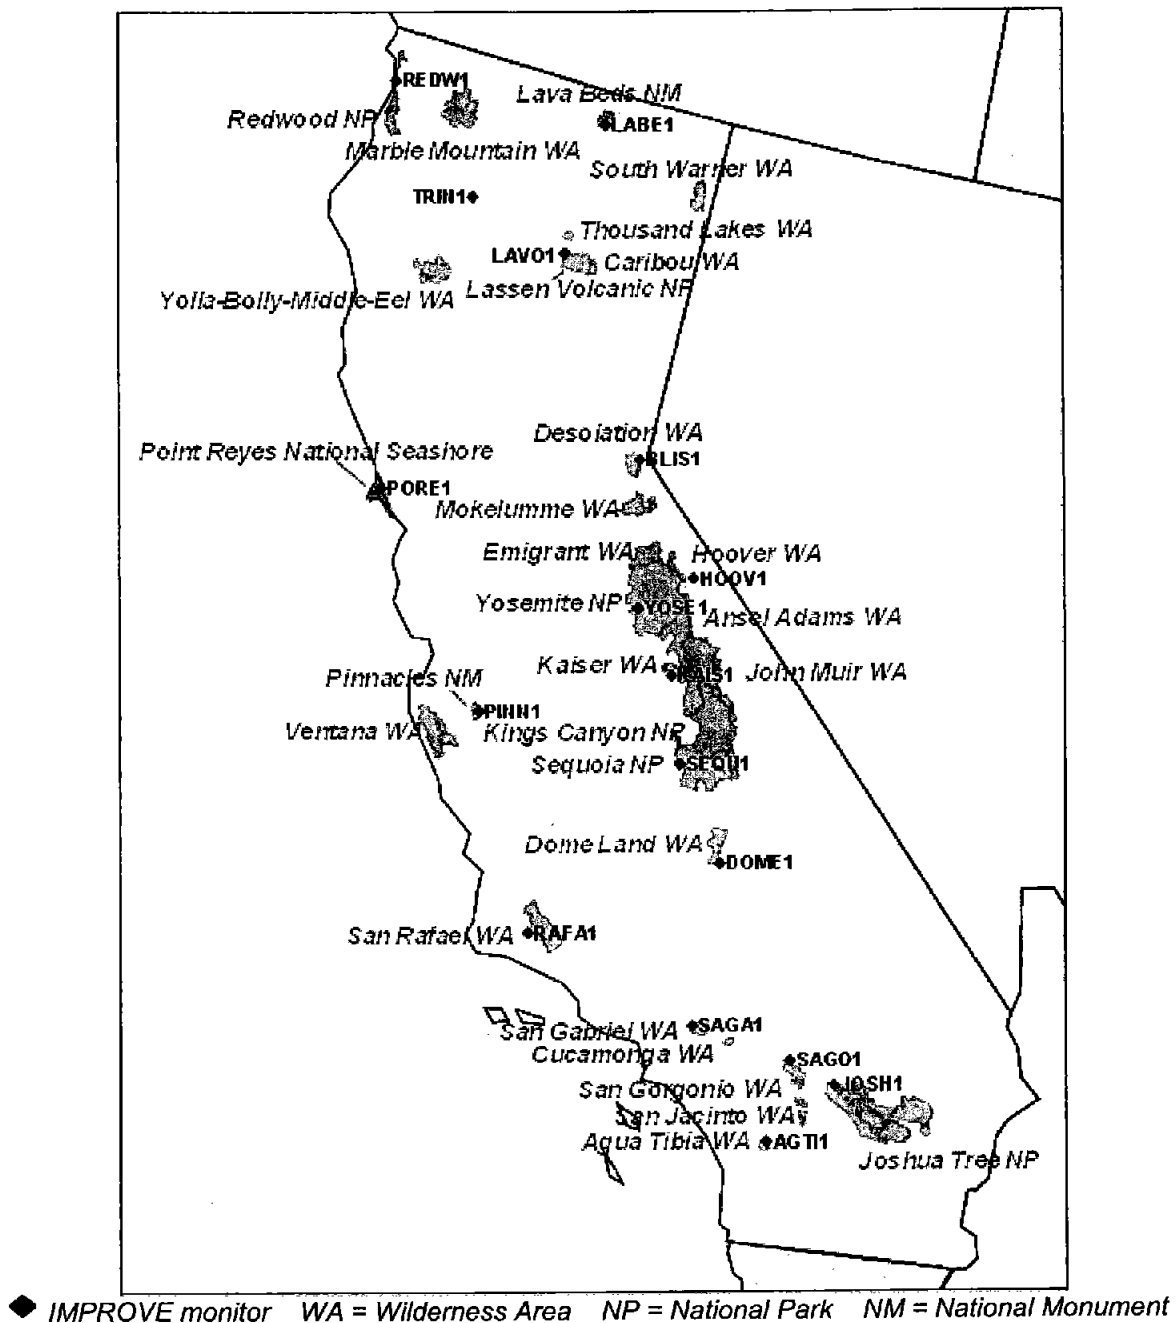 REDW1
Lava Beds NM
Redwood NP
LABE1
Marble Mountain WA
South Warner WA
TRIN1
Thousand Lakes WA
LAVO1
Caribou WA
Lassen Volcanic NP
Yolla-Bolly-Middle-Eel WA
Desolation WA
Point Reyes National Seashore
BLIS1
PORE1
Mokelumme WA
Emigrant WA
Hoover WA
HOOV1
Yosemite NP
YOSE1
Ansel Adams WA
Kaiser WA
KAIS1
John Muir WA
Pinnacles NM
PINN1
Ventana WA
Kings Canyon NP
Sequoia NP
SEQU1
Dome Land WA
DOME1
San Rafael WA
RAFA1
San Gabriel WA
SAGA1
Cucamonga WA
SAGO1
San Gorgonio WA
JOSH1
San Jacinto WA
Agua Tibia WA
AGTI1
Joshua Tree NP
IMPROVE monitor WA = Wilderness Area NP = National Park NM = National Monument